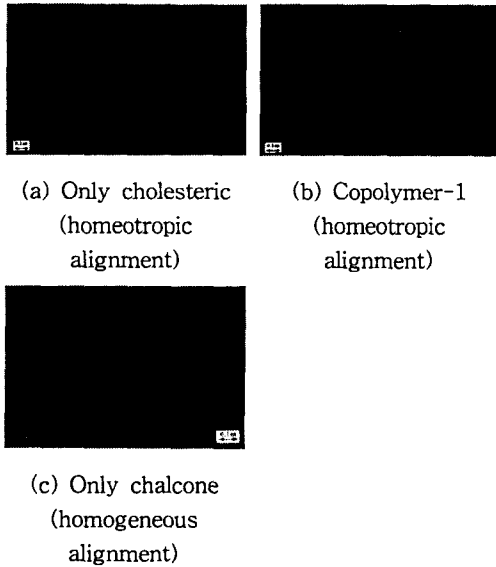 (a) Only cholesteric
(homeotropic
alignment)
(b) Copolymer-1
(homeotropic
alignment)
(c) Only chalcone
(homogeneous
alignment)